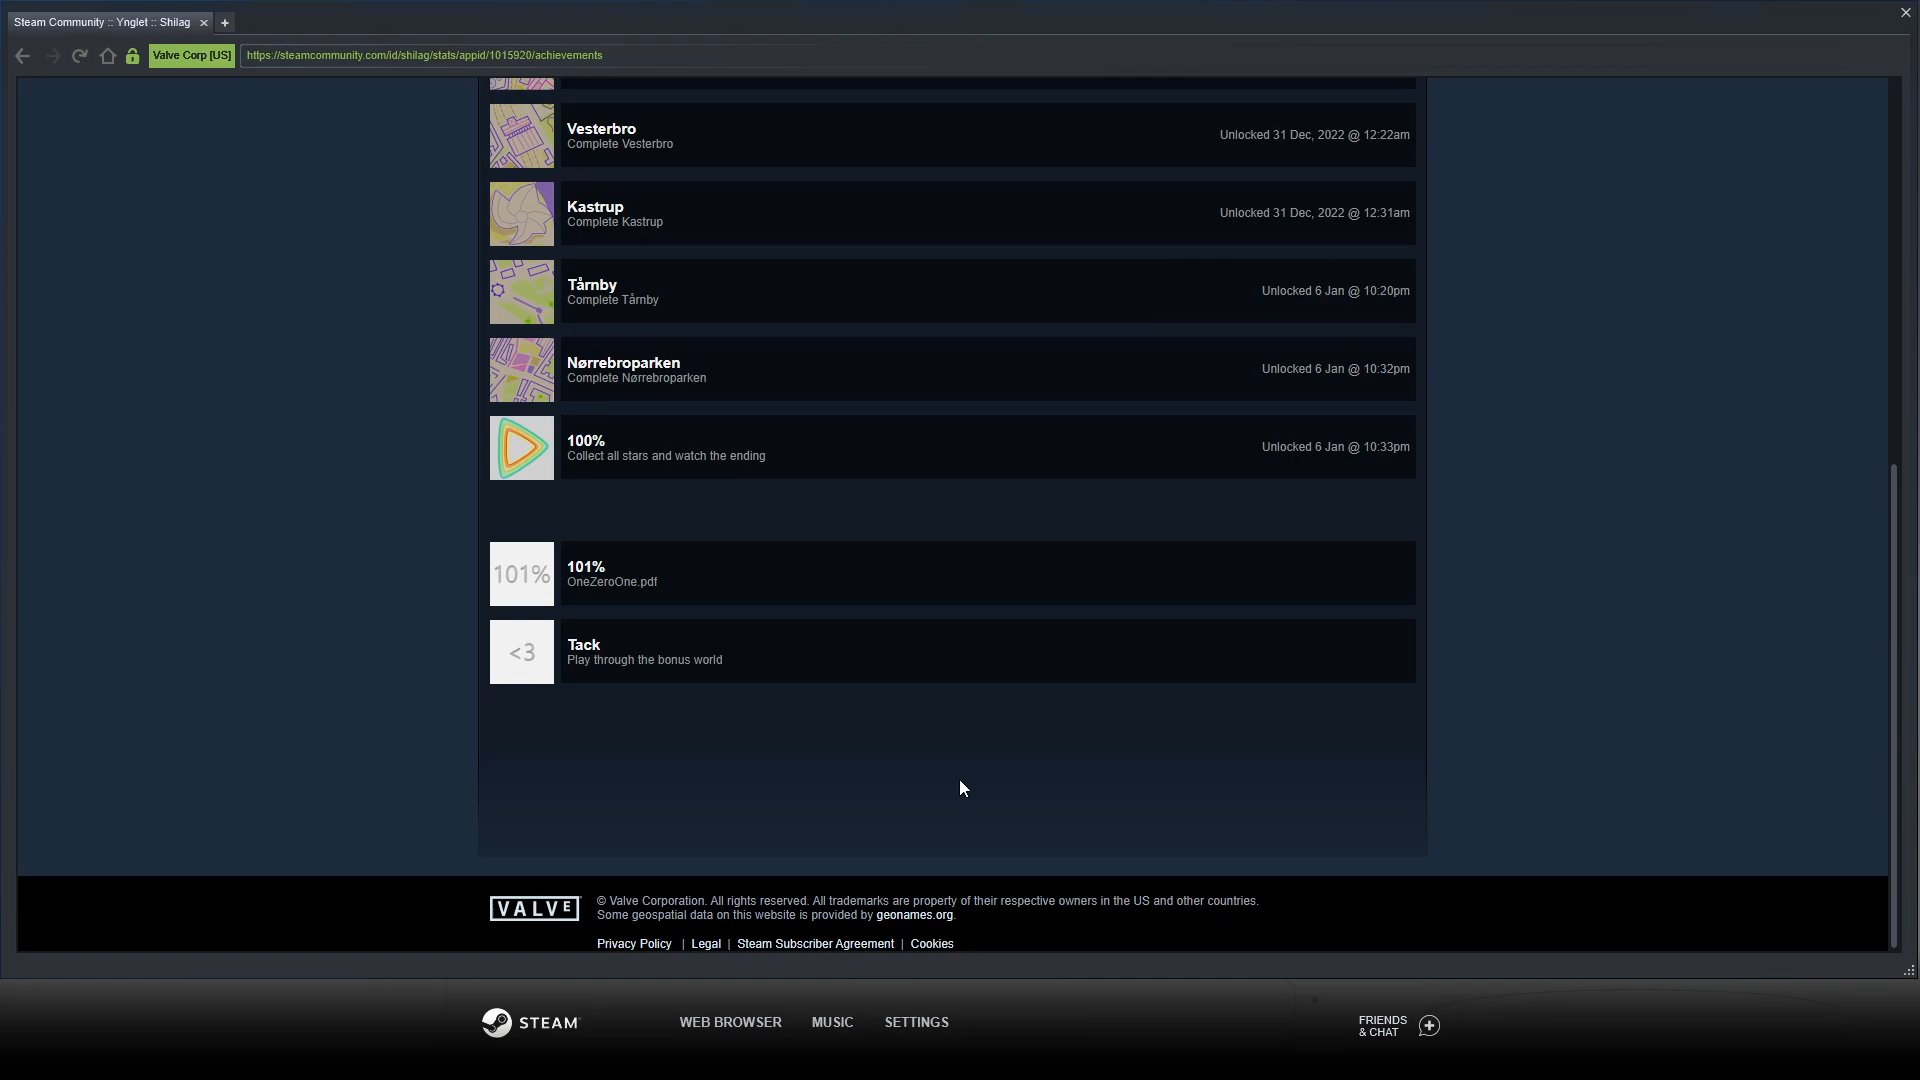 Steam Community :: Ynglet :: Shilag
Valve Corp [US]
https://steamcommunity.com/id/shilag/stats/appid/1015920/achievements
Vesterbro
Complete Vesterbro
Unlocked 31 Dec, 2022 @ 12:22am
Kastrup
Complete Kastrup
Unlocked 31 Dec, 2022 @ 12:31am
Tårnby
Complete Tårnby
Unlocked 6 Jan @ 10:20pm
Nørrebroparken
Complete Nørrebroparken
Unlocked 6 Jan @ 10:32pm
100%
Collect all stars and watch the ending
Unlocked 6 Jan @ 10:33pm
101%
101%
OneZeroOne.pdf
<3
Tack
Play through the bonus world
VALVE
© Valve Corporation. All rights reserved. All trademarks are property of their respective owners in the US and other countries.
Some geospatial data on this website is provided by geonames.org.
Privacy Policy | Legal | Steam Subscriber Agreement | Cookies
STEAM
WEB BROWSER
MUSIC
SETTINGS
FRIENDS
& CHAT